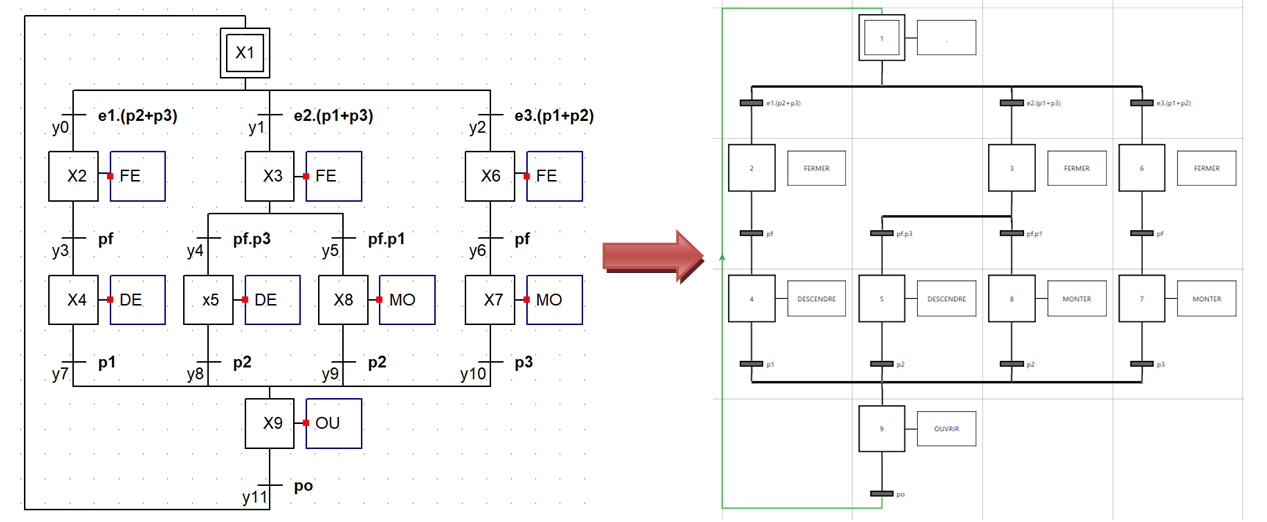 X1
y0 e1.(p2+p3) y1 e2.(p1+p3) y2 e3.(p1+p2)
X2 FE X3 FE X6 FE
y3 pf y4 pf.p3 y5 pf.p1 y6 pf
X4 DE x5 DE X8 MO X7 MO
y7 p1 y8 p2 y9 p2 y10 p3
X9 OU
y11 po
1 ..
e1.(p2+p3) e2.(p1+p3) e3.(p1+p2)
2 FERMER 3 FERMER 6 FERMER
pf pf.p3 pf.p1 pf
4 DESCENDRE 5 DESCENDRE 8 MONTER 7 MONTER
p1 p2 p2 p3
9 OUVRIR
po